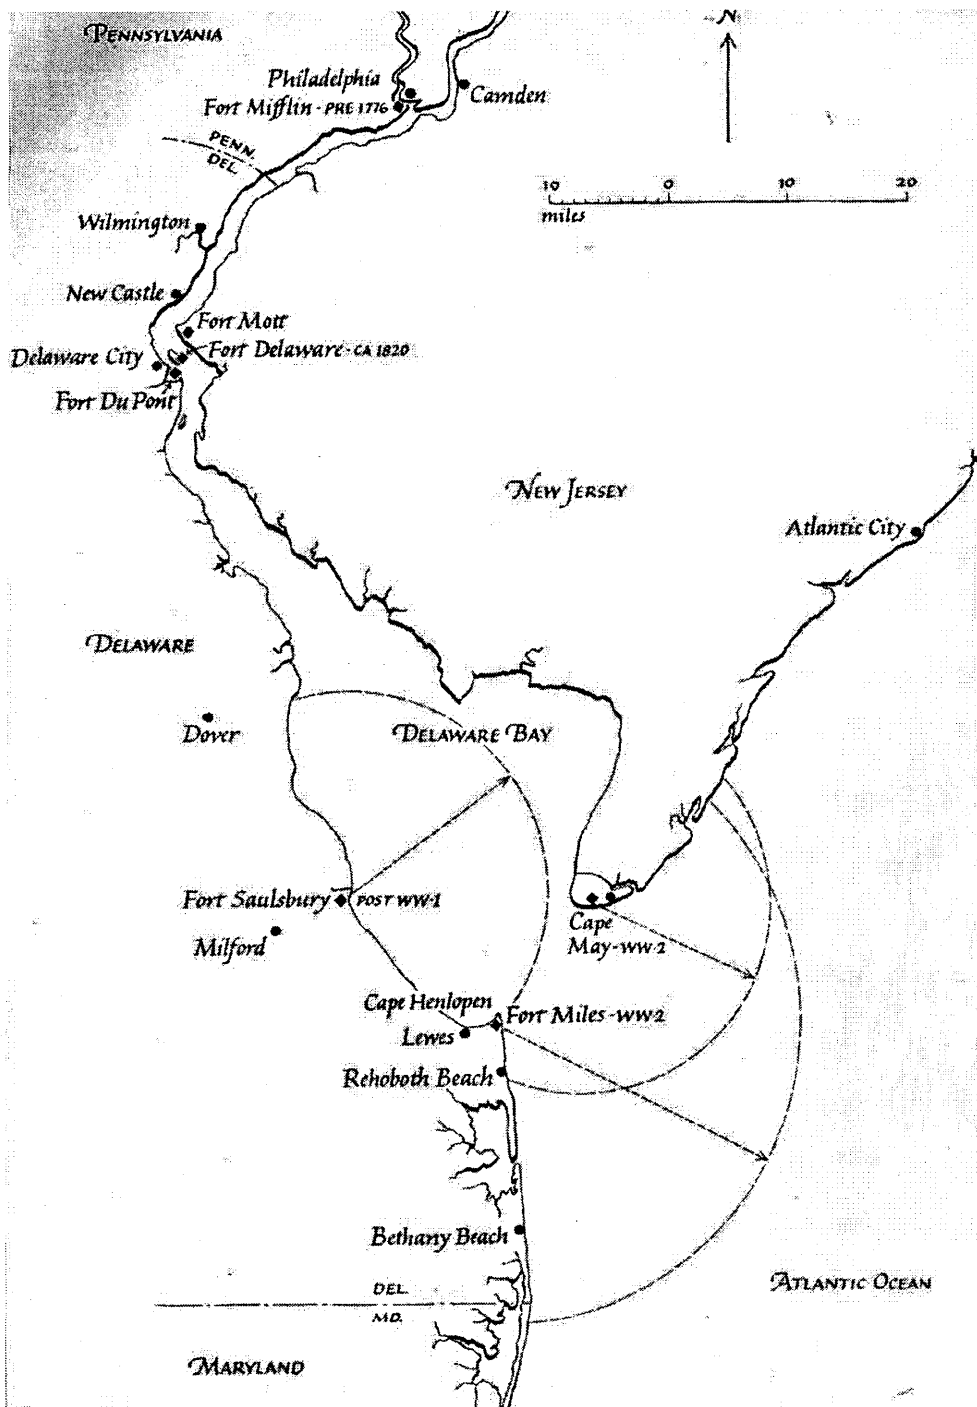 PENNSYLVANIA
N
Philadelphia
Fort Mifflin - PRE 1776
Camden
PENN.
DEL.
10 0 10 20
miles
Wilmington
New Castle
Fort Mott
Fort Delaware - CA 1820
Delaware City
Fort Du Pont
NEW JERSEY
Atlantic City
DELAWARE
Dover
DELAWARE BAY
Fort Saulsbury
POST WW-1
Milford
Cape
May - WW-2
Cape Henlopen
Fort Miles - WW2
Lewes
Rehoboth Beach
Bethany Beach
DEL.
MD.
ATLANTIC OCEAN
MARYLAND